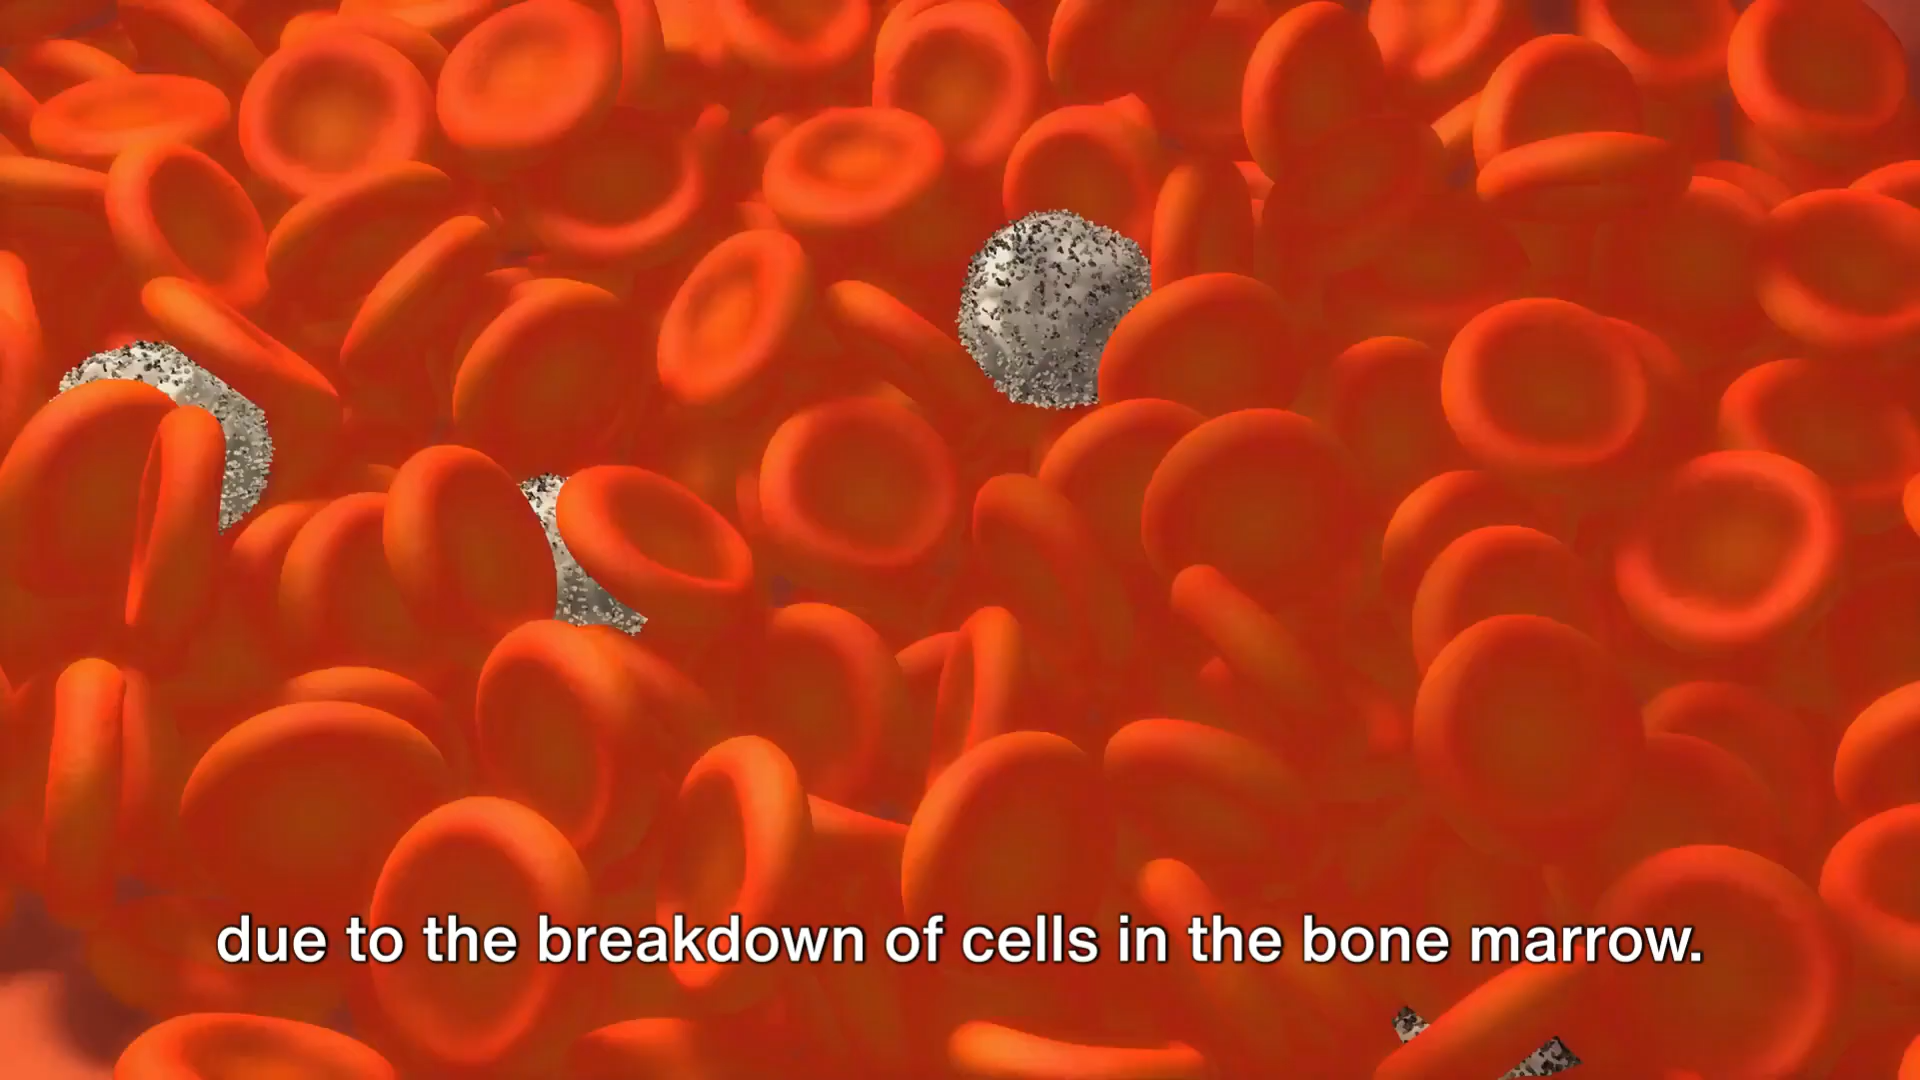 due to the breakdown of cells in the bone marrow.